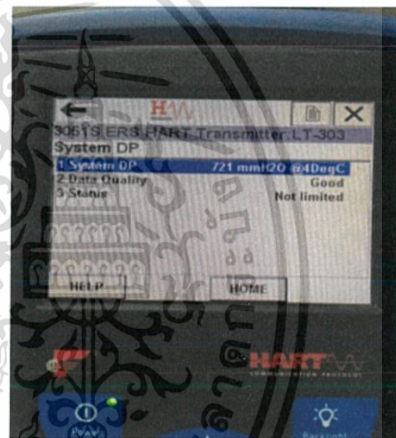 3051S ERS HART Transmitter:LT-303
System DP
1 System DP 721 mmH2O @4DegC
2 Data Quality Good
3 Status Not limited
HELP HOME
HART
COMMUNICATION PROTOCOL
Backlight